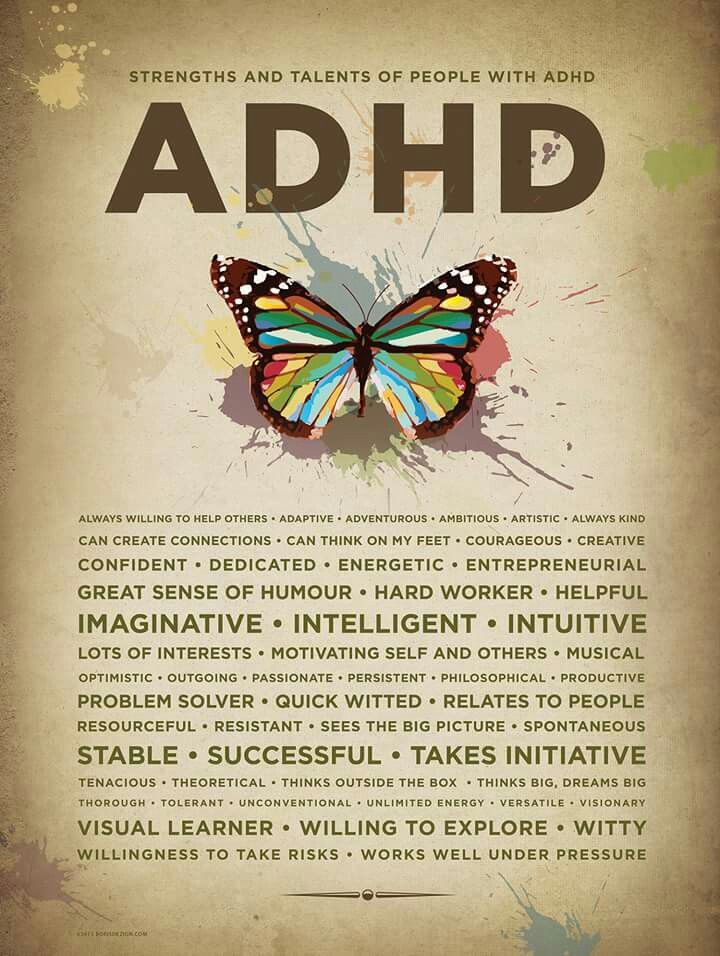 STRENGTHS AND TALENTS OF PEOPLE WITH ADHD
ADHD
ALWAYS WILLING TO HELP OTHERS • ADAPTIVE • ADVENTUROUS • AMBITIOUS • ARTISTIC • ALWAYS KIND
CAN CREATE CONNECTIONS • CAN THINK ON MY FEET • COURAGEOUS • CREATIVE
CONFIDENT • DEDICATED • ENERGETIC • ENTREPRENEURIAL
GREAT SENSE OF HUMOUR • HARD WORKER • HELPFUL
IMAGINATIVE • INTELLIGENT • INTUITIVE
LOTS OF INTERESTS • MOTIVATING SELF AND OTHERS • MUSICAL
OPTIMISTIC • OUTGOING • PASSIONATE • PERSISTENT • PHILOSOPHICAL • PRODUCTIVE
PROBLEM SOLVER • QUICK WITTED • RELATES TO PEOPLE
RESOURCEFUL • RESISTANT • SEES THE BIG PICTURE • SPONTANEOUS
STABLE • SUCCESSFUL • TAKES INITIATIVE
TENACIOUS • THEORETICAL • THINKS OUTSIDE THE BOX • THINKS BIG, DREAMS BIG
THOROUGH • TOLERANT • UNCONVENTIONAL • UNLIMITED ENERGY • VERSATILE • VISIONARY
VISUAL LEARNER • WILLING TO EXPLORE • WITTY
WILLINGNESS TO TAKE RISKS • WORKS WELL UNDER PRESSURE